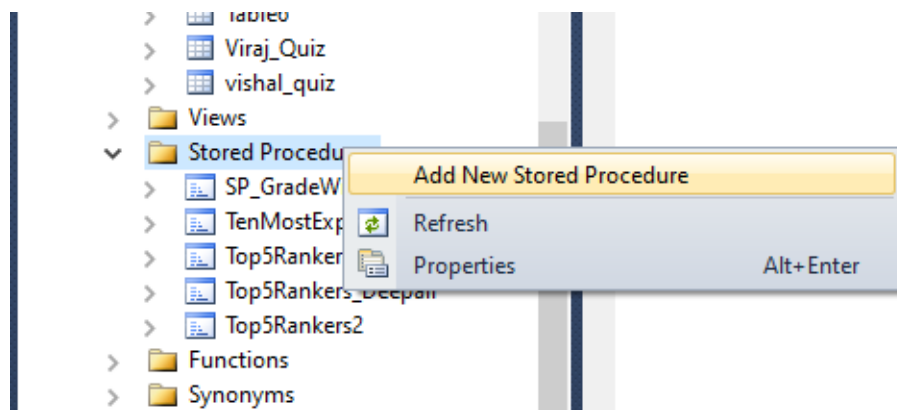 Viraj_Quiz
vishal_quiz
Views
Stored Procedu
Add New Stored Procedure
SP_GradeW
TenMostExp
Refresh
Top5Ranker
Properties Alt+Enter
Top5Rankers_Deepali
Top5Rankers2
Functions
Synonyms